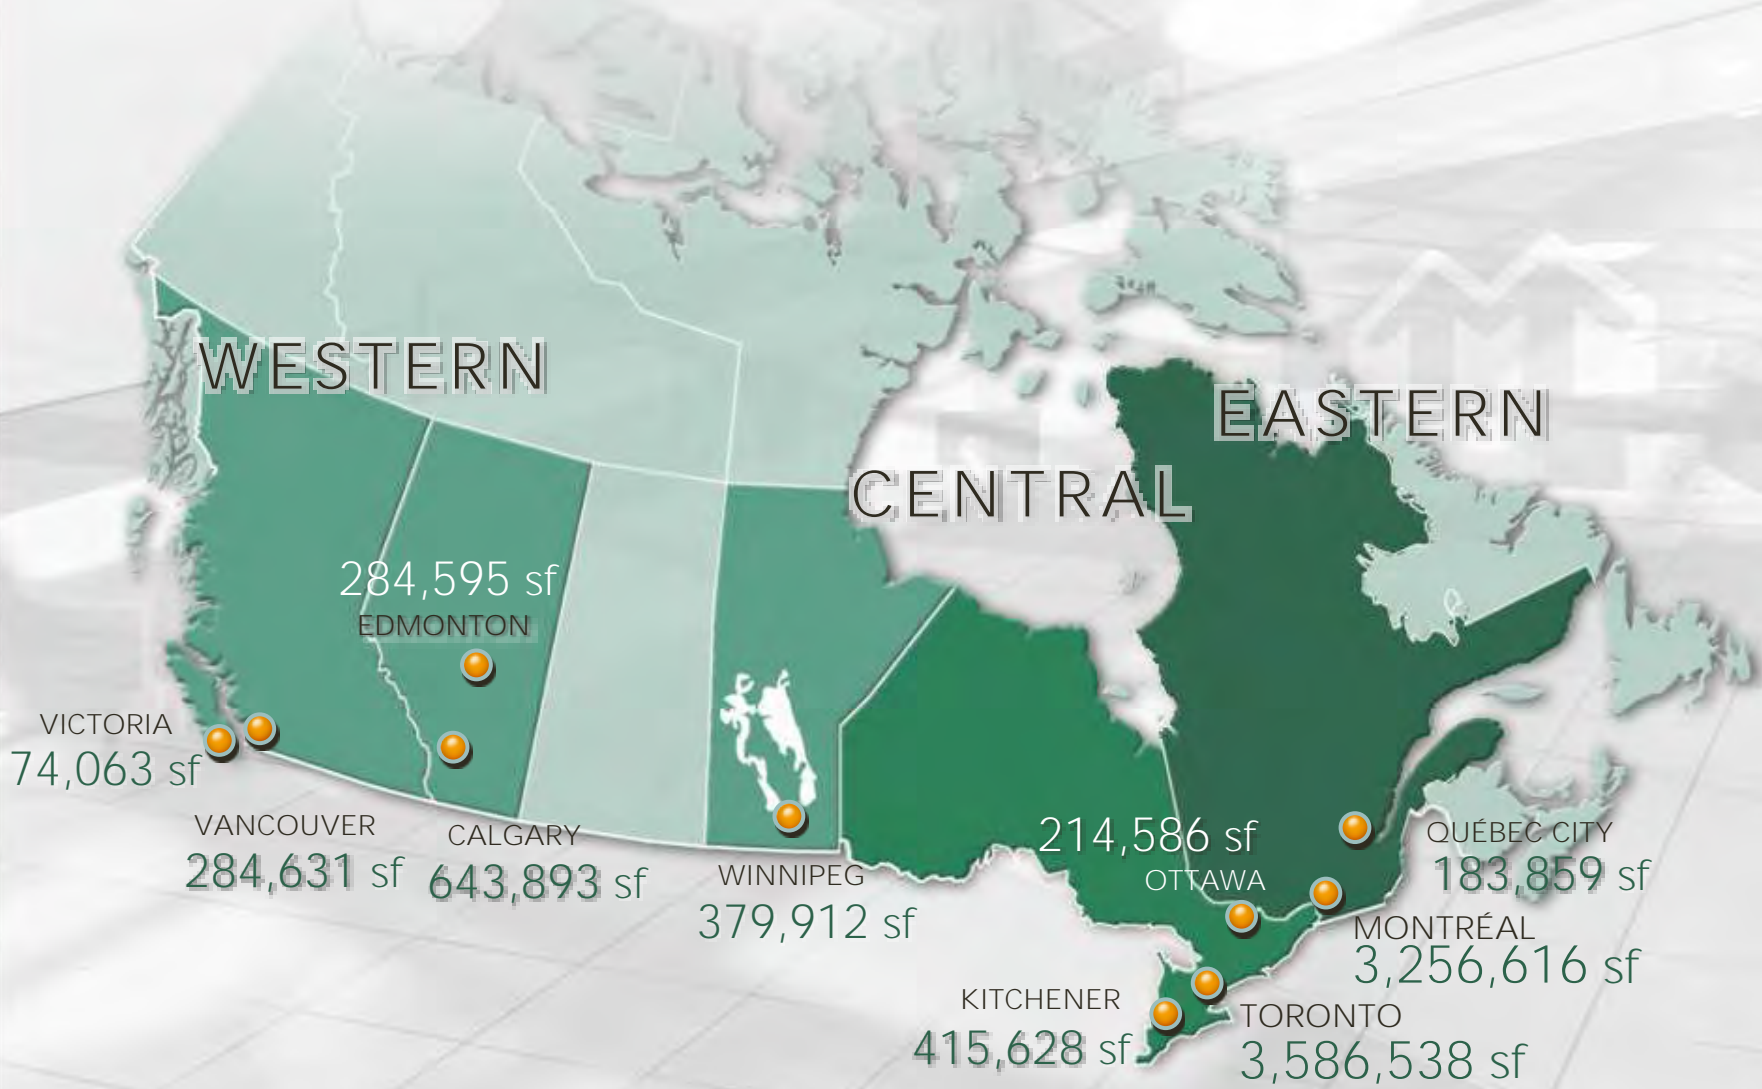 WESTERN
EASTERN
CENTRAL
284,595 sf
EDMONTON
VICTORIA
74,063 sf
VANCOUVER
284,631 sf
CALGARY
643,893 sf
WINNIPEG
379,912 sf
214,586 sf
OTTAWA
QUÉBEC CITY
183,859 sf
MONTRÉAL
3,256,616 sf
KITCHENER
415,628 sf
TORONTO
3,586,538 sf